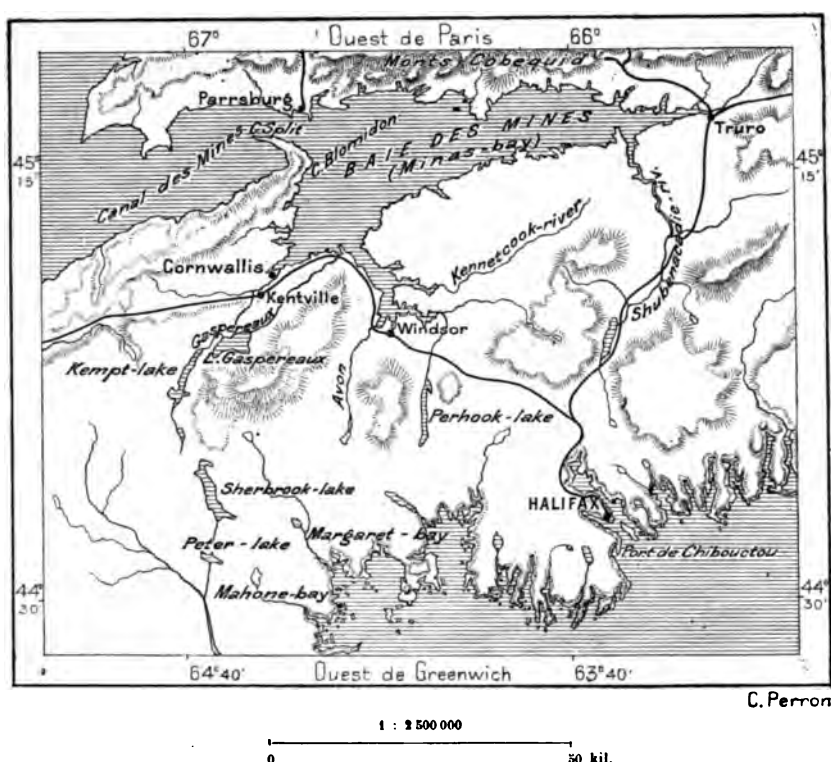 67° Ouest de Paris 66°
Monts Cobequid
Parrsburg
Truro
C. Split
C. Blomidon
BAIE DES MINES
(Minas-bay)
Canal des Mines
45°
15'
45°
15'
Kennetcook-river
Shubenacadie-riv.
Cornwallis
Kentville
Gaspereaux
Windsor
L. Gaspereaux
Kempt-lake
Avon
Perhook-lake
Sherbrook-lake
HALIFAX
Margaret-bay
Peter-lake
Port de Chibouctou
Mahone-bay
44°
30'
44°
30'
64°40' Ouest de Greenwich 63°40'
C. Perron
1 : 2 500 000
0 50 kil.